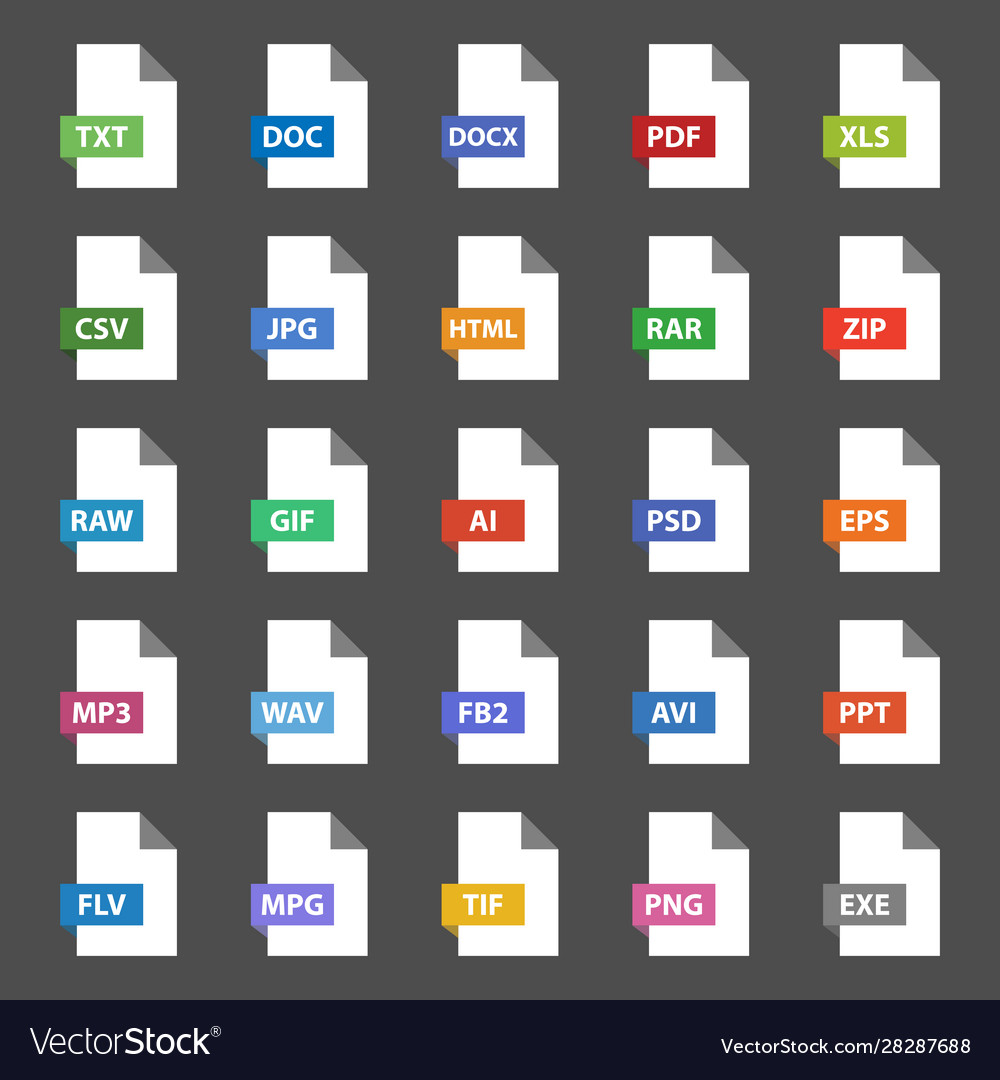 TXT DOC DOCX PDF XLS
CSV JPG HTML RAR ZIP
RAW GIF AI PSD EPS
MP3 WAV FB2 AVI PPT
FLV MPG TIF PNG EXE
VectorStock® VectorStock.com/28287688